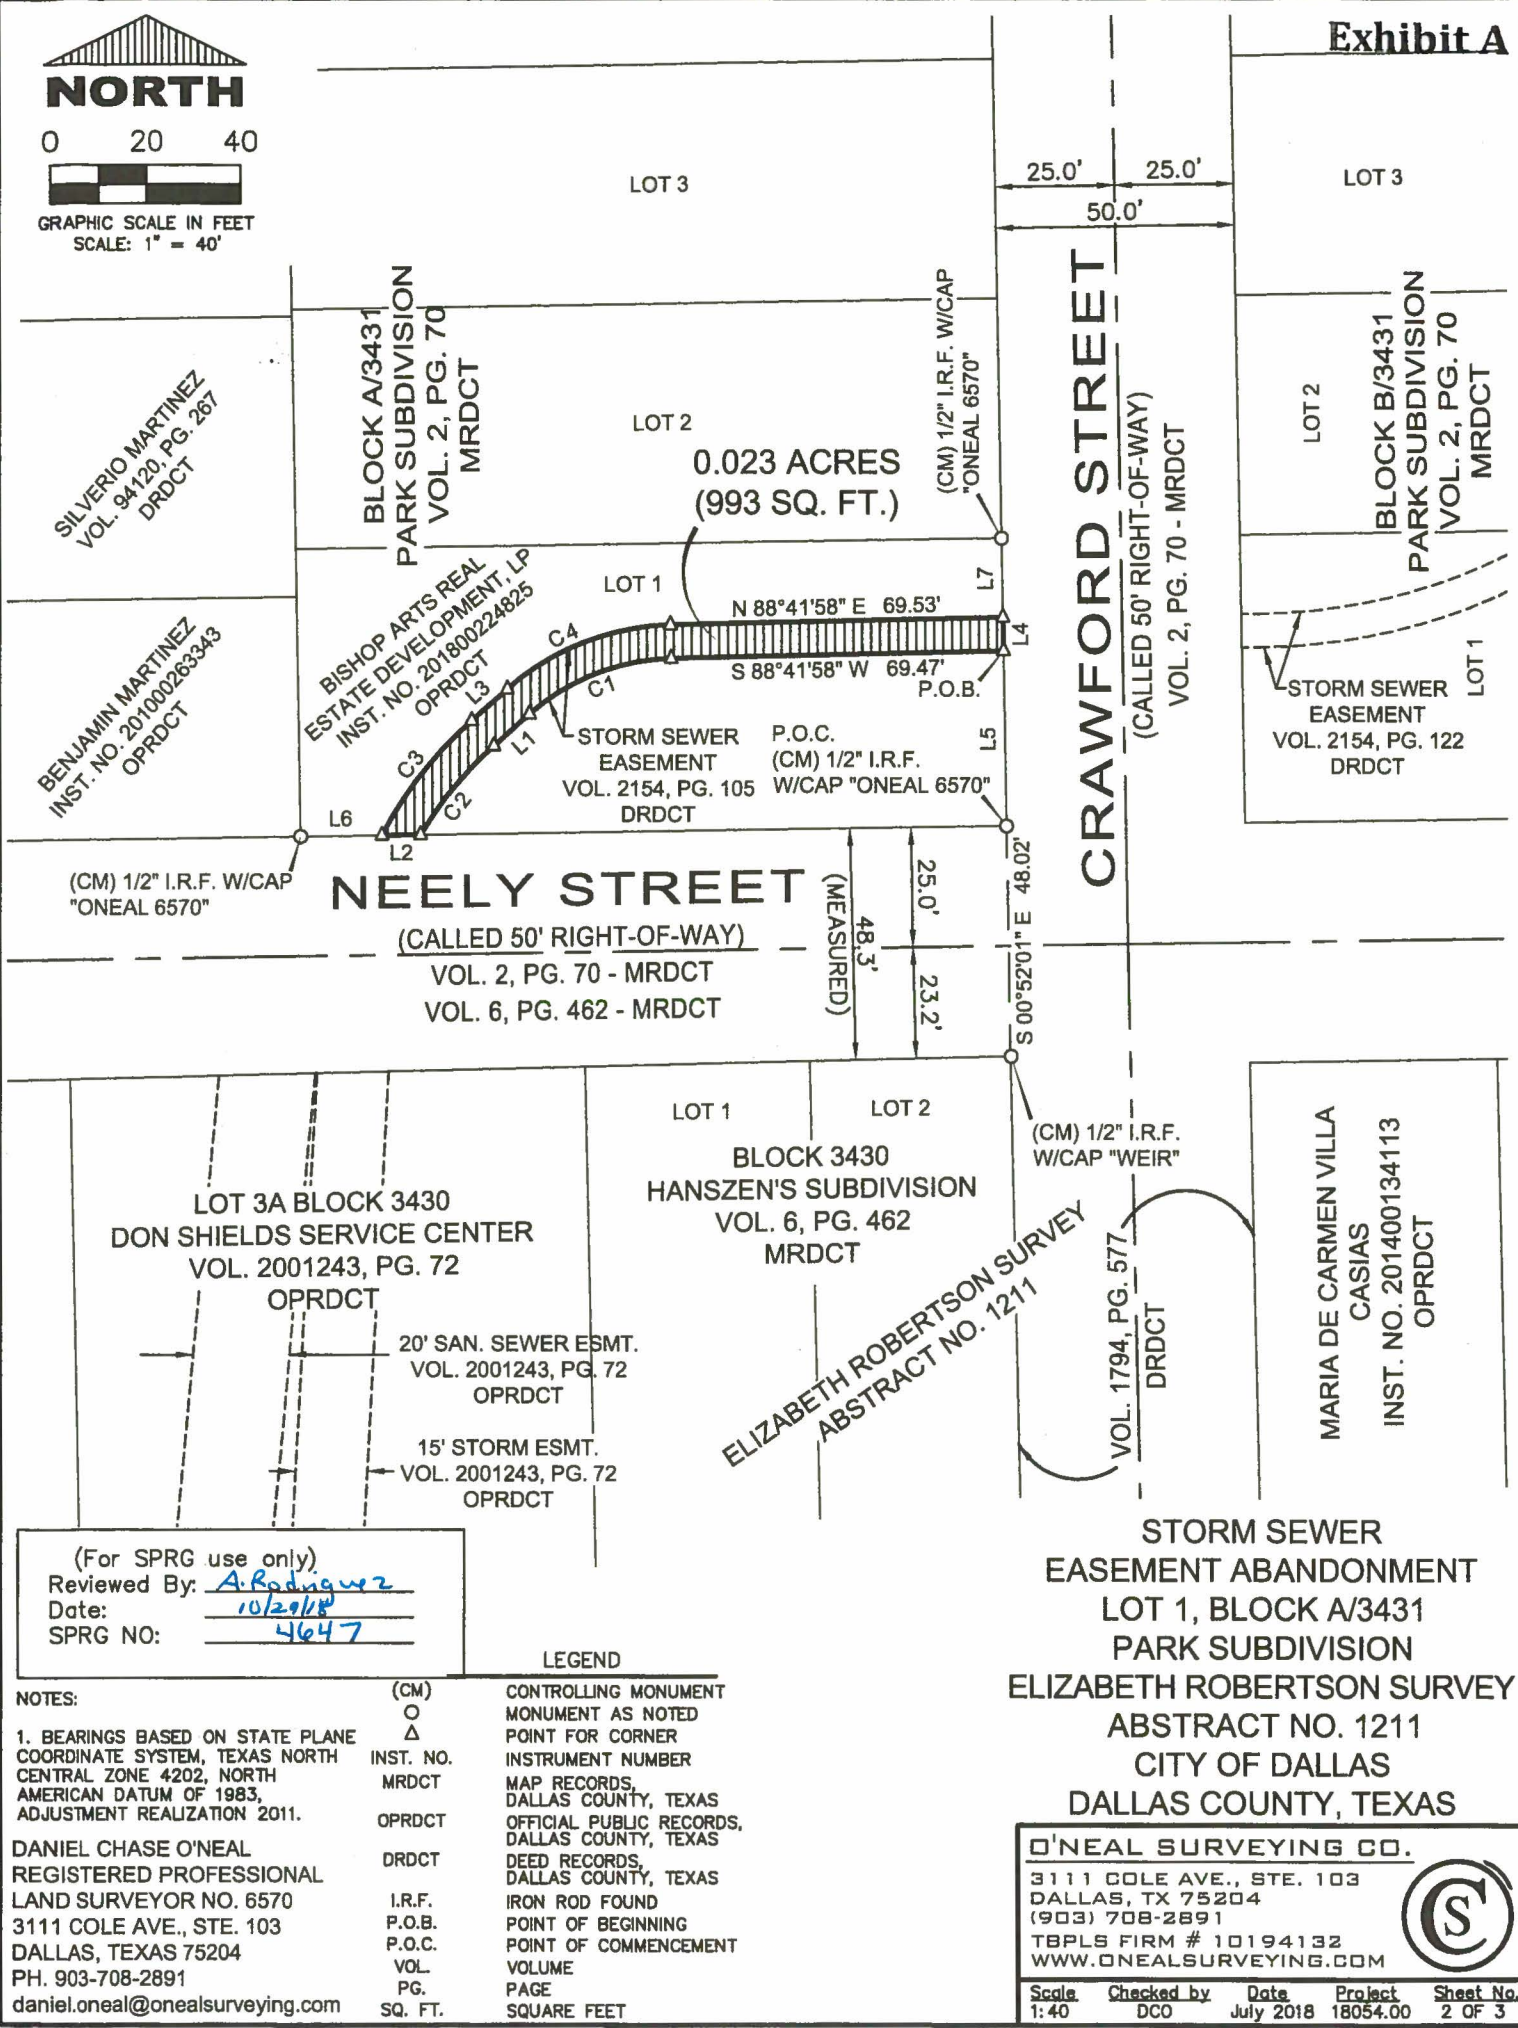 Exhibit A
NORTH
0 20 40
GRAPHIC SCALE IN FEET
SCALE: 1" = 40'
LOT 3
25.0' 25.0'
50.0'
LOT 3
SILVERIO MARTINEZ
VOL. 94120, PG. 267
DRDCT
BLOCK A/3431
PARK SUBDIVISION
VOL. 2, PG. 70
MRDCT
LOT 2
0.023 ACRES
(993 SQ. FT.)
(CM) 1/2" I.R.F. W/CAP
"ONEAL 6570"
CRAWFORD STREET
(CALLED 50' RIGHT-OF-WAY)
VOL. 2, PG. 70 - MRDCT
LOT 2
BLOCK B/3431
PARK SUBDIVISION
VOL. 2, PG. 70
MRDCT
BENJAMIN MARTINEZ
INST. NO. 201000263343
OPRDCT
BISHOP ARTS REAL
ESTATE DEVELOPMENT, LP
INST. NO. 201800224825
OPRDCT
LOT 1
L7
N 88°41'58" E 69.53'
L4
C4
S 88°41'58" W 69.47'
P.O.B.
C1
L3
L1
C3
C2
L5
STORM SEWER
EASEMENT
VOL. 2154, PG. 105
DRDCT
P.O.C.
(CM) 1/2" I.R.F.
W/CAP "ONEAL 6570"
STORM SEWER
EASEMENT
VOL. 2154, PG. 122
DRDCT
LOT 1
L6
L2
(CM) 1/2" I.R.F. W/CAP
"ONEAL 6570"
NEELY STREET
(CALLED 50' RIGHT-OF-WAY)
VOL. 2, PG. 70 - MRDCT
VOL. 6, PG. 462 - MRDCT
48.3'
(MEASURED)
25.0'
23.2'
S 00°52'01" E 48.02'
LOT 1
LOT 2
(CM) 1/2" I.R.F.
W/CAP "WEIR"
BLOCK 3430
HANSZEN'S SUBDIVISION
VOL. 6, PG. 462
MRDCT
LOT 3A BLOCK 3430
DON SHIELDS SERVICE CENTER
VOL. 2001243, PG. 72
OPRDCT
ELIZABETH ROBERTSON SURVEY
ABSTRACT NO. 1211
VOL. 1794, PG. 577
DRDCT
MARIA DE CARMEN VILLA
CASIAS
INST. NO. 201400134113
OPRDCT
20' SAN. SEWER ESMT.
VOL. 2001243, PG. 72
OPRDCT
15' STORM ESMT.
VOL. 2001243, PG. 72
OPRDCT
(For SPRG use only)
Reviewed By: A. Rodriguez
Date: 10/29/18
SPRG NO: 4647
STORM SEWER
EASEMENT ABANDONMENT
LOT 1, BLOCK A/3431
PARK SUBDIVISION
ELIZABETH ROBERTSON SURVEY
ABSTRACT NO. 1211
CITY OF DALLAS
DALLAS COUNTY, TEXAS
NOTES:
1. BEARINGS BASED ON STATE PLANE
COORDINATE SYSTEM, TEXAS NORTH
CENTRAL ZONE 4202, NORTH
AMERICAN DATUM OF 1983,
ADJUSTMENT REALIZATION 2011.
DANIEL CHASE O'NEAL
REGISTERED PROFESSIONAL
LAND SURVEYOR NO. 6570
3111 COLE AVE., STE. 103
DALLAS, TEXAS 75204
PH. 903-708-2891
daniel.oneal@onealsurveying.com
LEGEND
(CM) CONTROLLING MONUMENT
MONUMENT AS NOTED
POINT FOR CORNER
INST. NO. INSTRUMENT NUMBER
MRDCT MAP RECORDS,
DALLAS COUNTY, TEXAS
OPRDCT OFFICIAL PUBLIC RECORDS,
DALLAS COUNTY, TEXAS
DRDCT DEED RECORDS,
DALLAS COUNTY, TEXAS
I.R.F. IRON ROD FOUND
P.O.B. POINT OF BEGINNING
P.O.C. POINT OF COMMENCEMENT
VOL. VOLUME
PG. PAGE
SQ. FT. SQUARE FEET
O'NEAL SURVEYING CO.
3111 COLE AVE., STE. 103
DALLAS, TX 75204
(903) 708-2891
TBPLS FIRM # 10194132
WWW.ONEALSURVEYING.COM
Scale Checked by Date Project Sheet No.
1:40 DCO July 2018 18054.00 2 OF 3